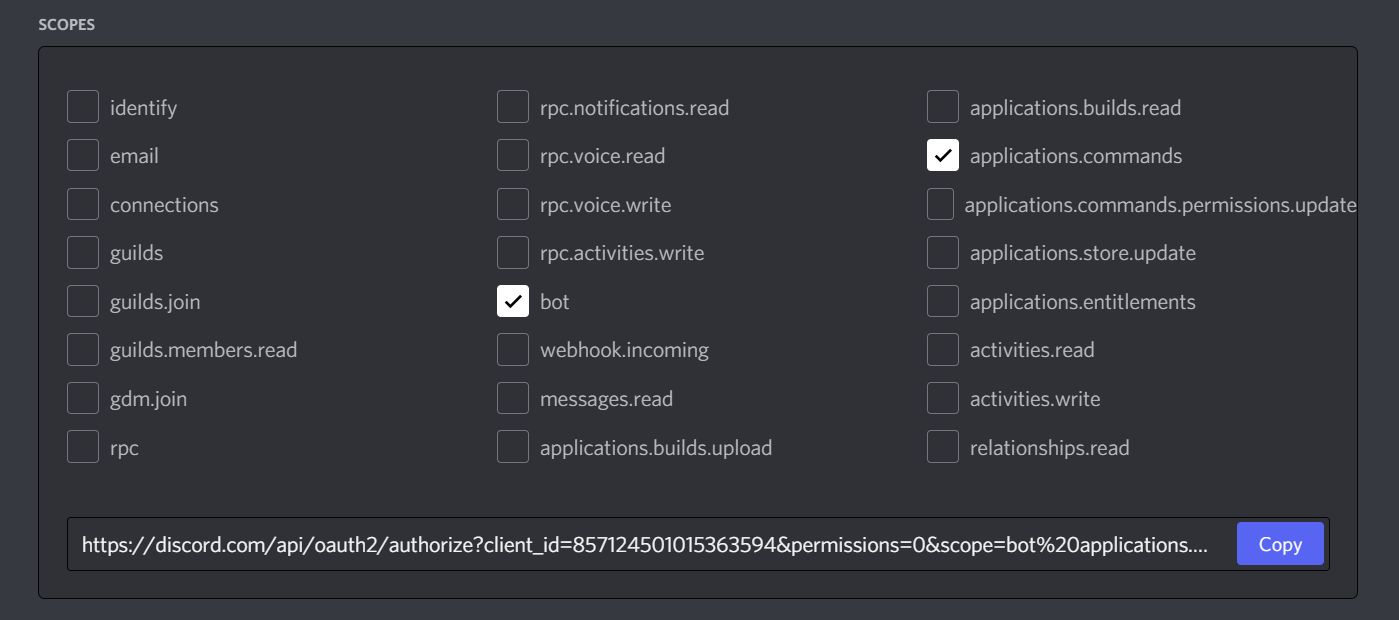 SCOPES
identify
rpc.notifications.read
applications.builds.read
email
rpc.voice.read
applications.commands
connections
rpc.voice.write
applications.commands.permissions.update
guilds
rpc.activities.write
applications.store.update
guilds.join
bot
applications.entitlements
guilds.members.read
webhook.incoming
activities.read
gdm.join
messages.read
activities.write
rpc
applications.builds.upload
relationships.read
https://discord.com/api/oauth2/authorize?client_id=857124501015363594&permissions=0&scope=bot%20applications....
Copy